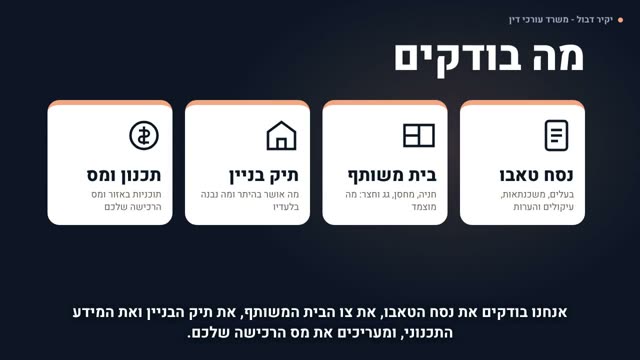 יקיר דבול - משרד עורכי דין
מה בודקים
נסח טאבו
בעלים, משכנתאות,
עיקולים והערות
בית משותף
חניה, מחסן, גג וחצר: מה
מוצמד
תיק בניין
מה אושר בהיתר ומה נבנה
בלעדיו
תכנון ומס
תוכניות באזור ומס
הרכישה שלכם
אנחנו בודקים את נסח הטאבו, את צו הבית המשותף, את תיק הבניין ואת המידע
התכנוני, ומעריכים את מס הרכישה שלכם.